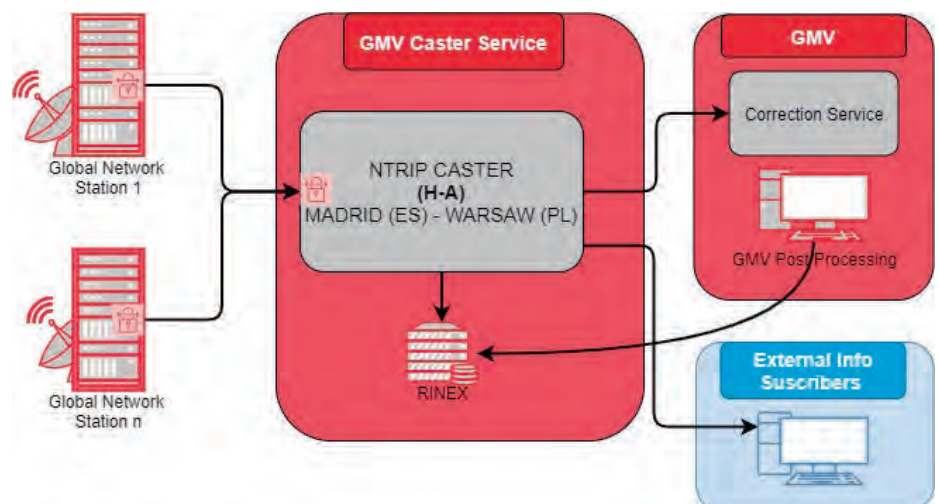 Global Network
Station 1
Global Network
Station n
GMV Caster Service
NTRIP CASTER
(H-A)
MADRID (ES) - WARSAW (PL)
RINEX
GMV
Correction Service
GMV Post Processing
External Info
Suscribers